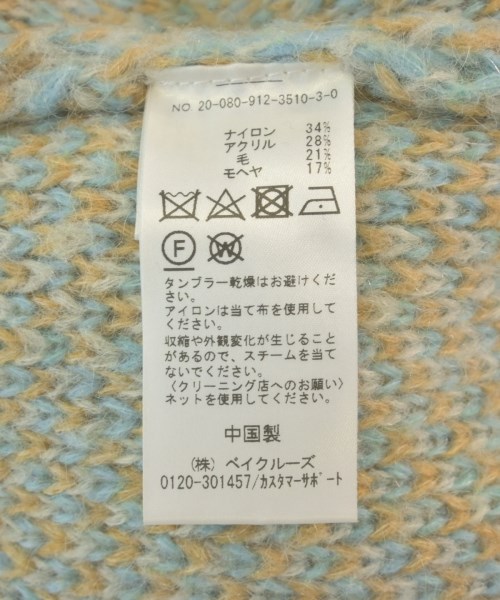 NO. 20-080-912-3510-3-0
ナイロン 34%
アクリル 28%
毛 21%
モヘヤ 17%
F W
タンブラー乾燥はお避けくだ
さい。
アイロンは当て布を使用して
ください。
収縮や外観変化が生じること
があるので、スチームを当て
ないでください。
〈クリーニング店へのお願い〉
ネットを使用してください。
中国製
(株) ベイクルーズ
0120-301457/カスタマーサポート